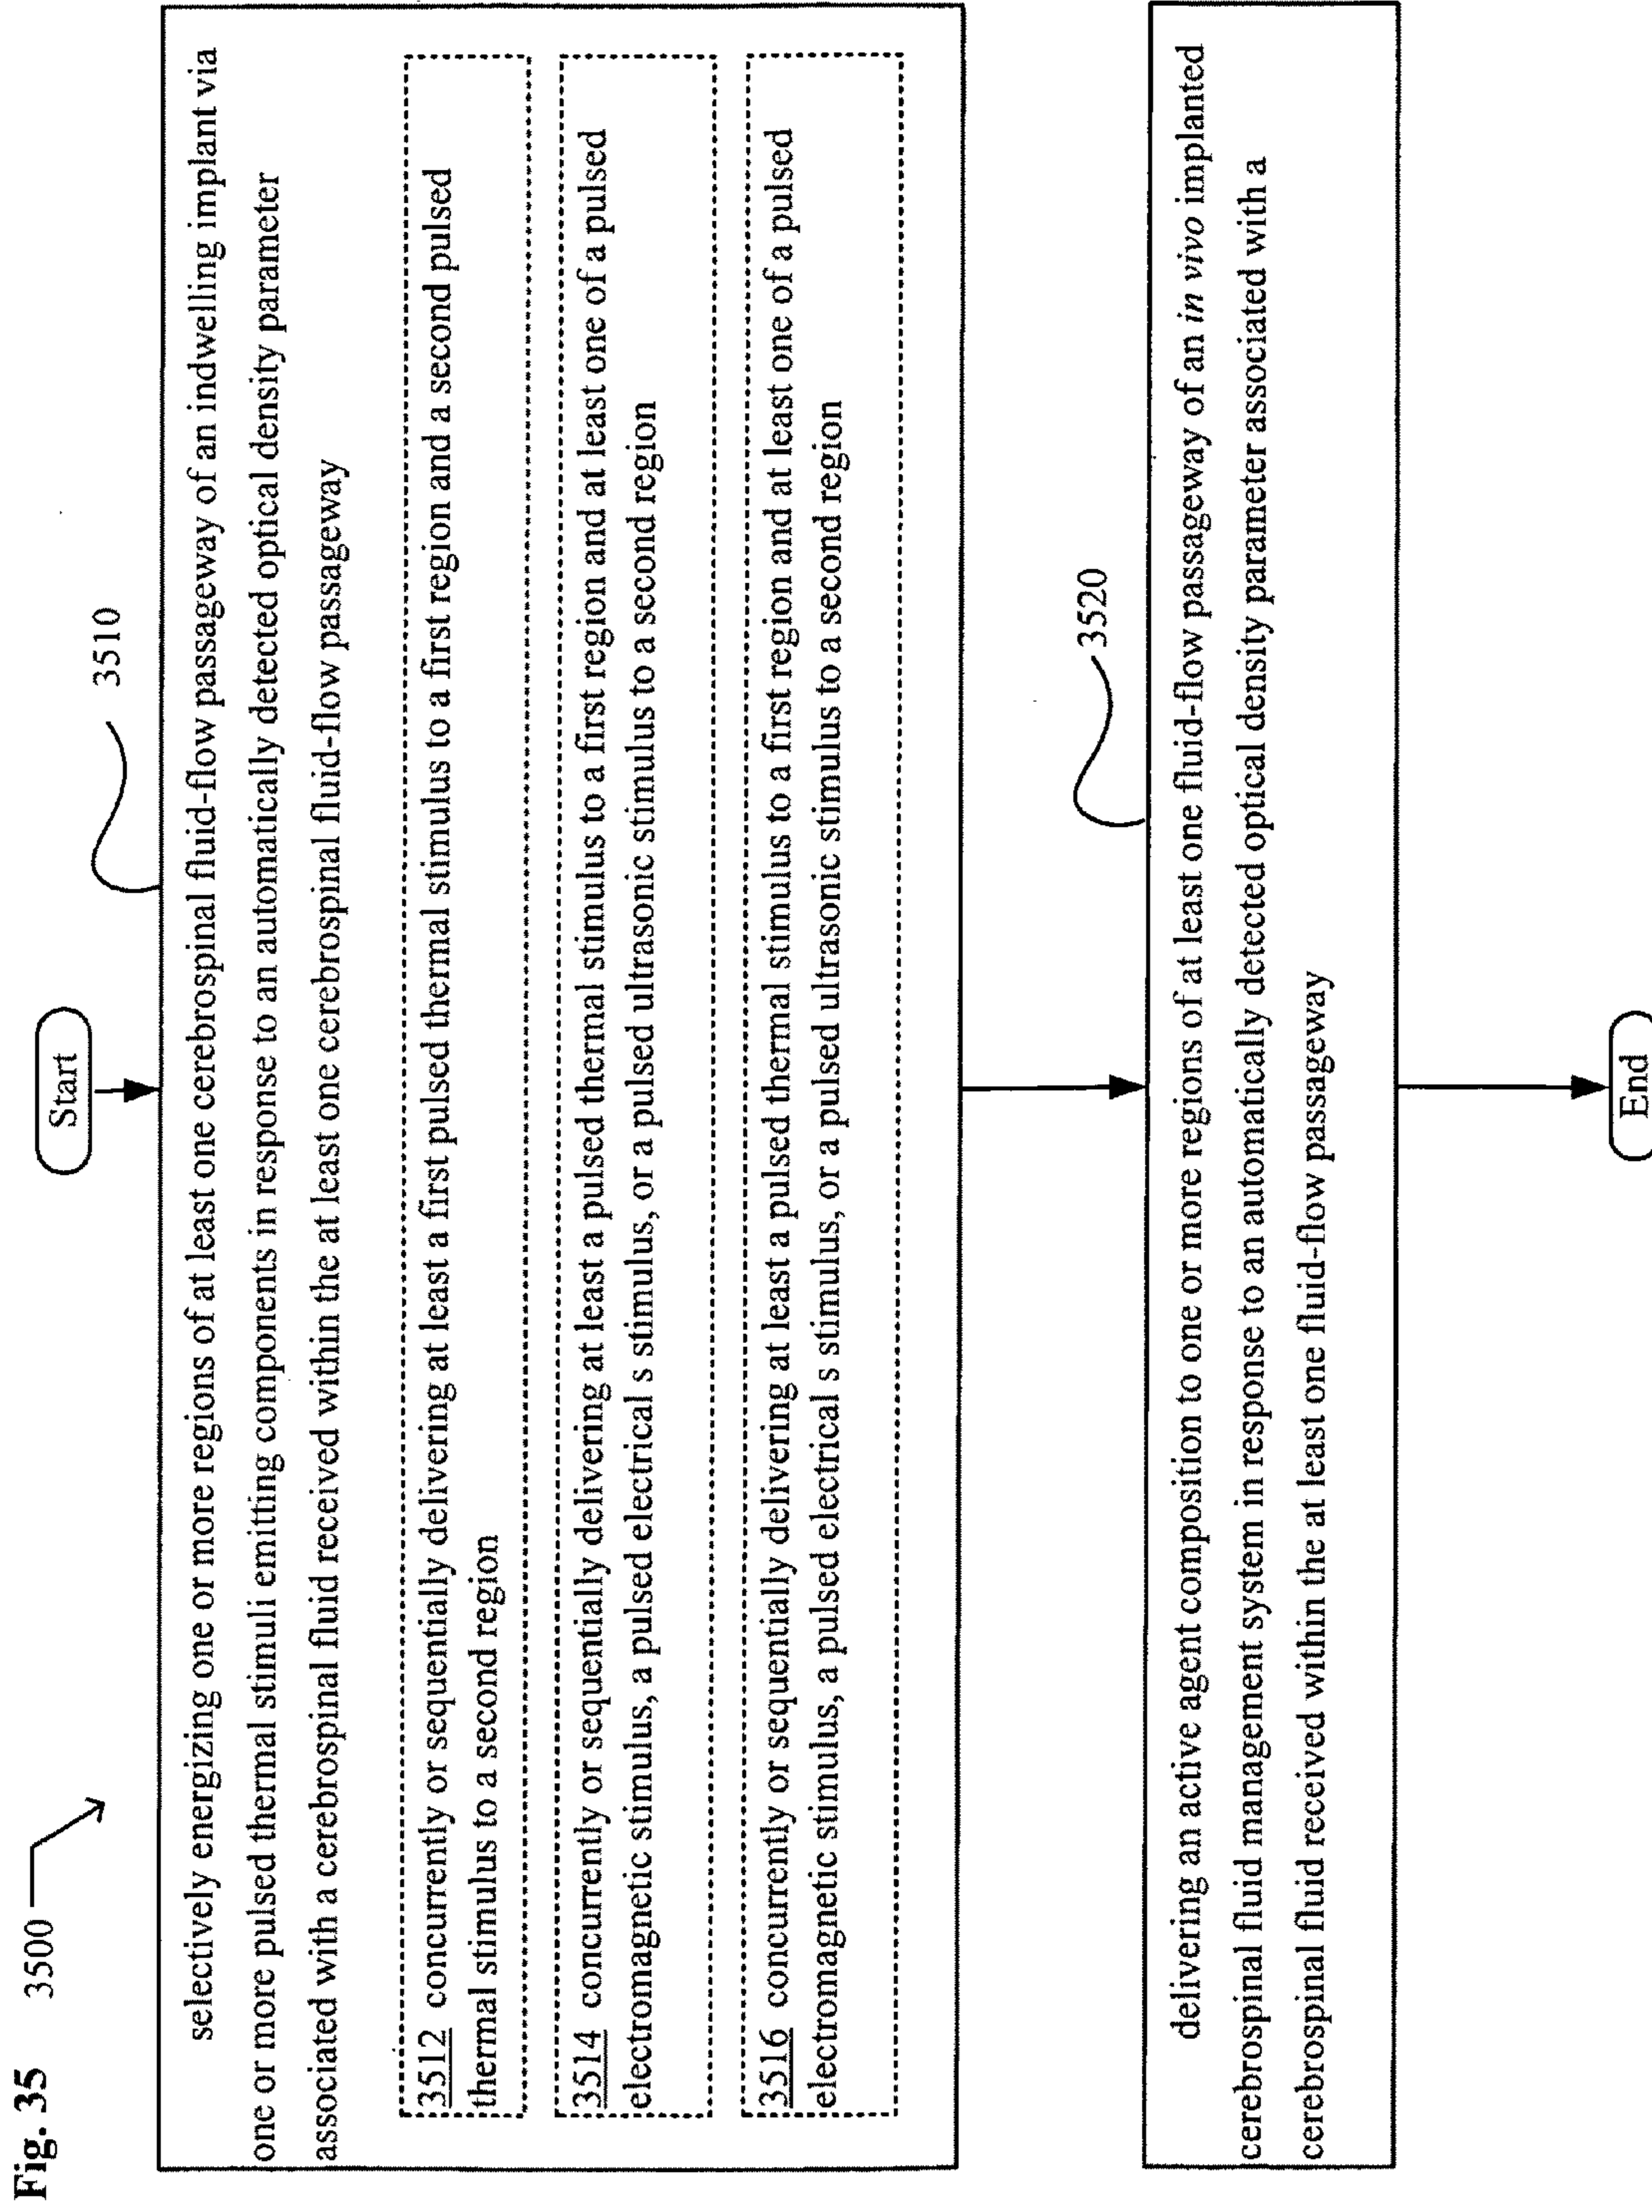 Fig. 35
3500
Start
3510
selectively energizing one or more regions of at least one cerebrospinal fluid-flow passageway of an indwelling implant via
one or more pulsed thermal stimuli emitting components in response to an automatically detected optical density parameter
associated with a cerebrospinal fluid received within the at least one cerebrospinal fluid-flow passageway
3512 concurrently or sequentially delivering at least a first pulsed thermal stimulus to a first region and a second pulsed
thermal stimulus to a second region
3514 concurrently or sequentially delivering at least a pulsed thermal stimulus to a first region and at least one of a pulsed
electromagnetic stimulus, a pulsed electrical s stimulus, or a pulsed ultrasonic stimulus to a second region
3516 concurrently or sequentially delivering at least a pulsed thermal stimulus to a first region and at least one of a pulsed
electromagnetic stimulus, a pulsed electrical s stimulus, or a pulsed ultrasonic stimulus to a second region
3520
delivering an active agent composition to one or more regions of at least one fluid-flow passageway of an in vivo implanted
cerebrospinal fluid management system in response to an automatically detected optical density parameter associated with a
cerebrospinal fluid received within the at least one fluid-flow passageway
End